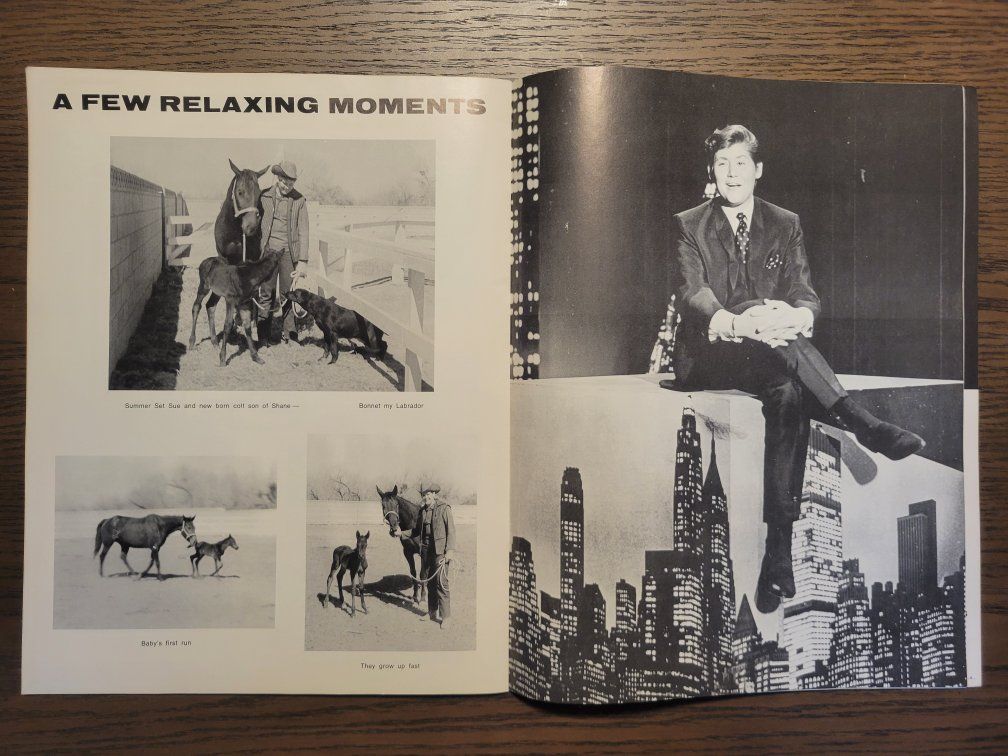 A FEW RELAXING MOMENTS
Summer Set Sue and new born colt son of Shane —
Bonnet my Labrador
Baby's first run
They grow up fast